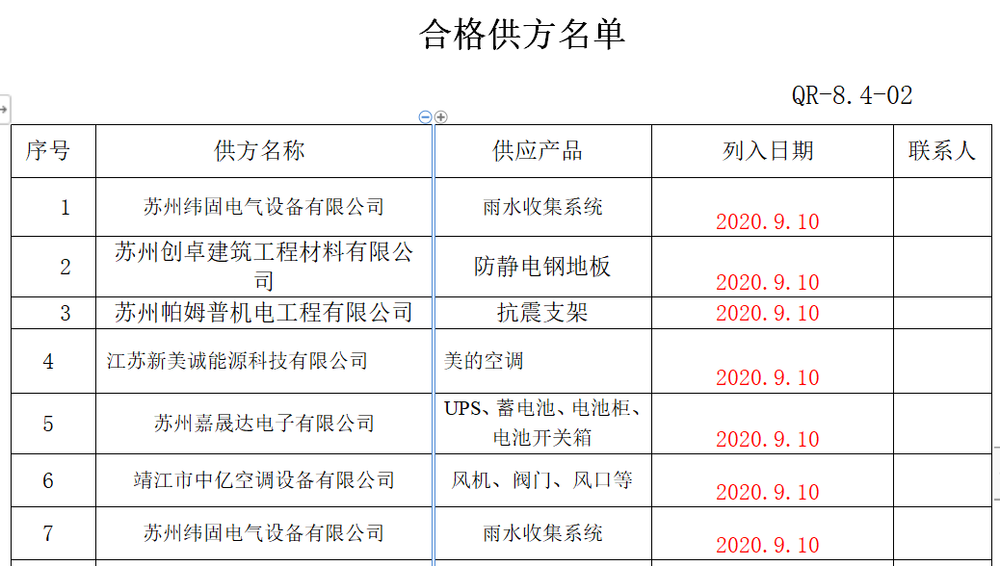 合格供方名单
QR-8.4-02
序号 供方名称 供应产品 列入日期 联系人
1 苏州纬固电气设备有限公司 雨水收集系统 2020.9.10
2 苏州创卓建筑工程材料有限公
司 防静电钢地板 2020.9.10
3 苏州帕姆普机电工程有限公司 抗震支架 2020.9.10
4 江苏新美诚能源科技有限公司 美的空调 2020.9.10
5 苏州嘉晟达电子有限公司 UPS、蓄电池、电池柜、
电池开关箱 2020.9.10
6 靖江市中亿空调设备有限公司 风机、阀门、风口等 2020.9.10
7 苏州纬固电气设备有限公司 雨水收集系统 2020.9.10